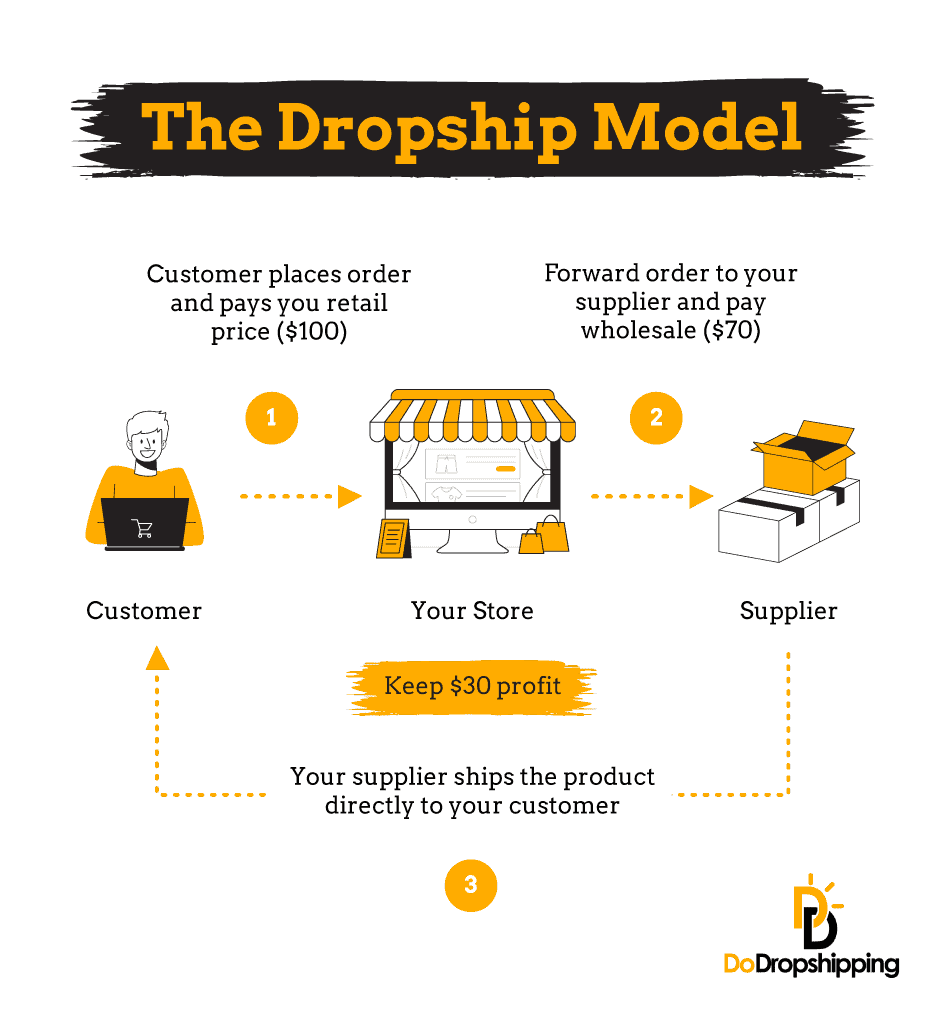 The Dropship Model
Customer places order
and pays you retail
price ($100)
Forward order to your
supplier and pay
wholesale ($70)
1
2
Customer
Your Store
Supplier
Keep $30 profit
Your supplier ships the product
directly to your customer
3
DD
DoDropshipping